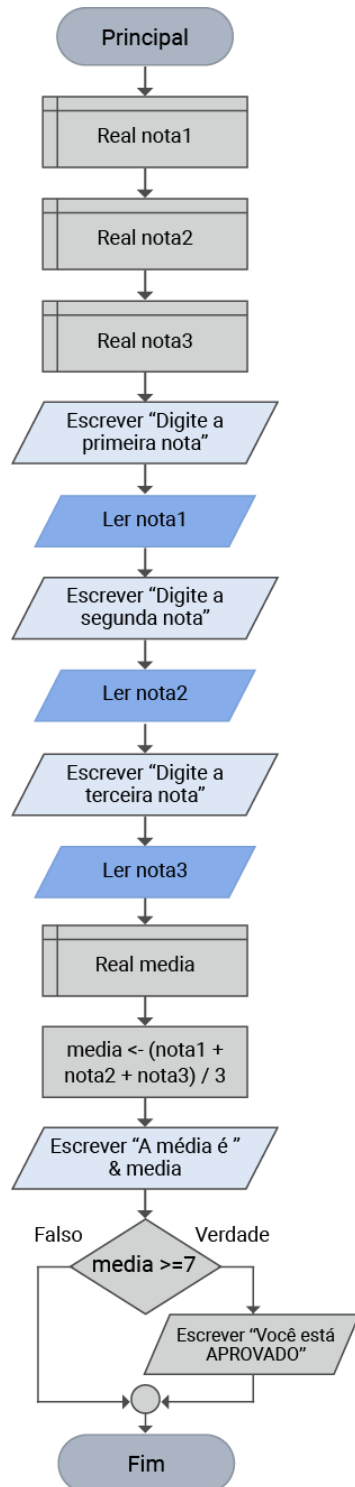 Principal
Real nota1
Real nota2
Real nota3
Escrever “Digite a
primeira nota”
Ler nota1
Escrever “Digite a
segunda nota”
Ler nota2
Escrever “Digite a
terceira nota”
Ler nota3
Real media
media <- (nota1 +
nota2 + nota3) / 3
Escrever “A média é ”
& media
Falso
Verdade
media >=7
Escrever “Você está
APROVADO”
Fim